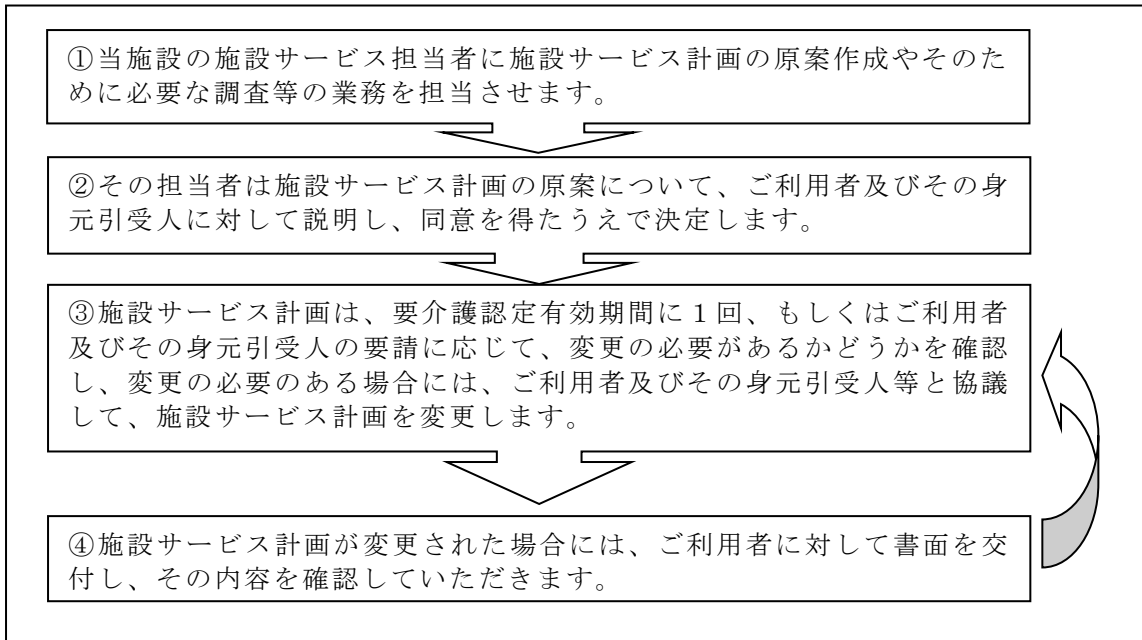 ①当施設の施設サービス担当者に施設サービス計画の原案作成やそのた
めに必要な調査等の業務を担当させます。
②その担当者は施設サービス計画の原案について、ご利用者及びその身
元引受人に対して説明し、同意を得たうえで決定します。
③施設サービス計画は、要介護認定有効期間に１回、もしくはご利用者
及びその身元引受人の要請に応じて、変更の必要があるかどうかを確認
し、変更の必要のある場合には、ご利用者及びその身元引受人等と協議
して、施設サービス計画を変更します。
④施設サービス計画が変更された場合には、ご利用者に対して書面を交
付し、その内容を確認していただきます。